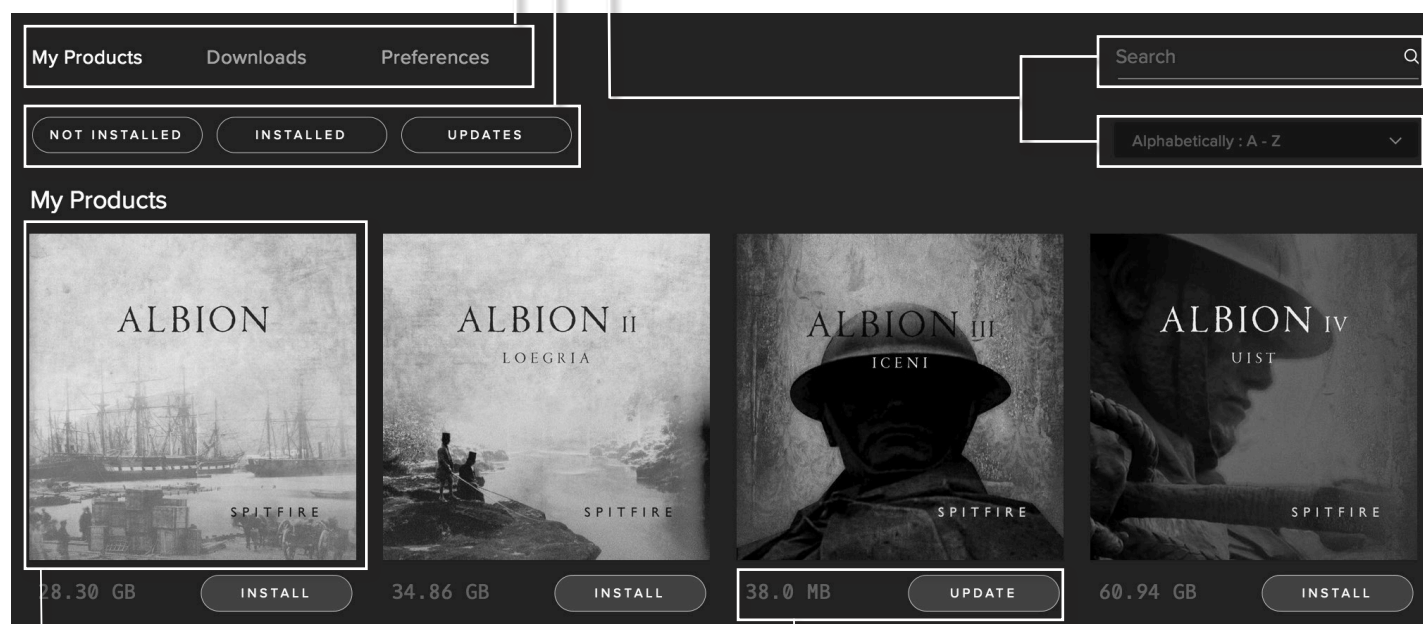 My Products Downloads Preferences
Search
NOT INSTALLED INSTALLED UPDATES
Alphabetically : A - Z
My Products
ALBION
SPITFIRE
ALBION II
LOEGRIA
SPITFIRE
ALBION III
ICENI
SPITFIRE
ALBION IV
UIST
SPITFIRE
28.30 GB INSTALL
34.86 GB INSTALL
38.0 MB UPDATE
60.94 GB INSTALL